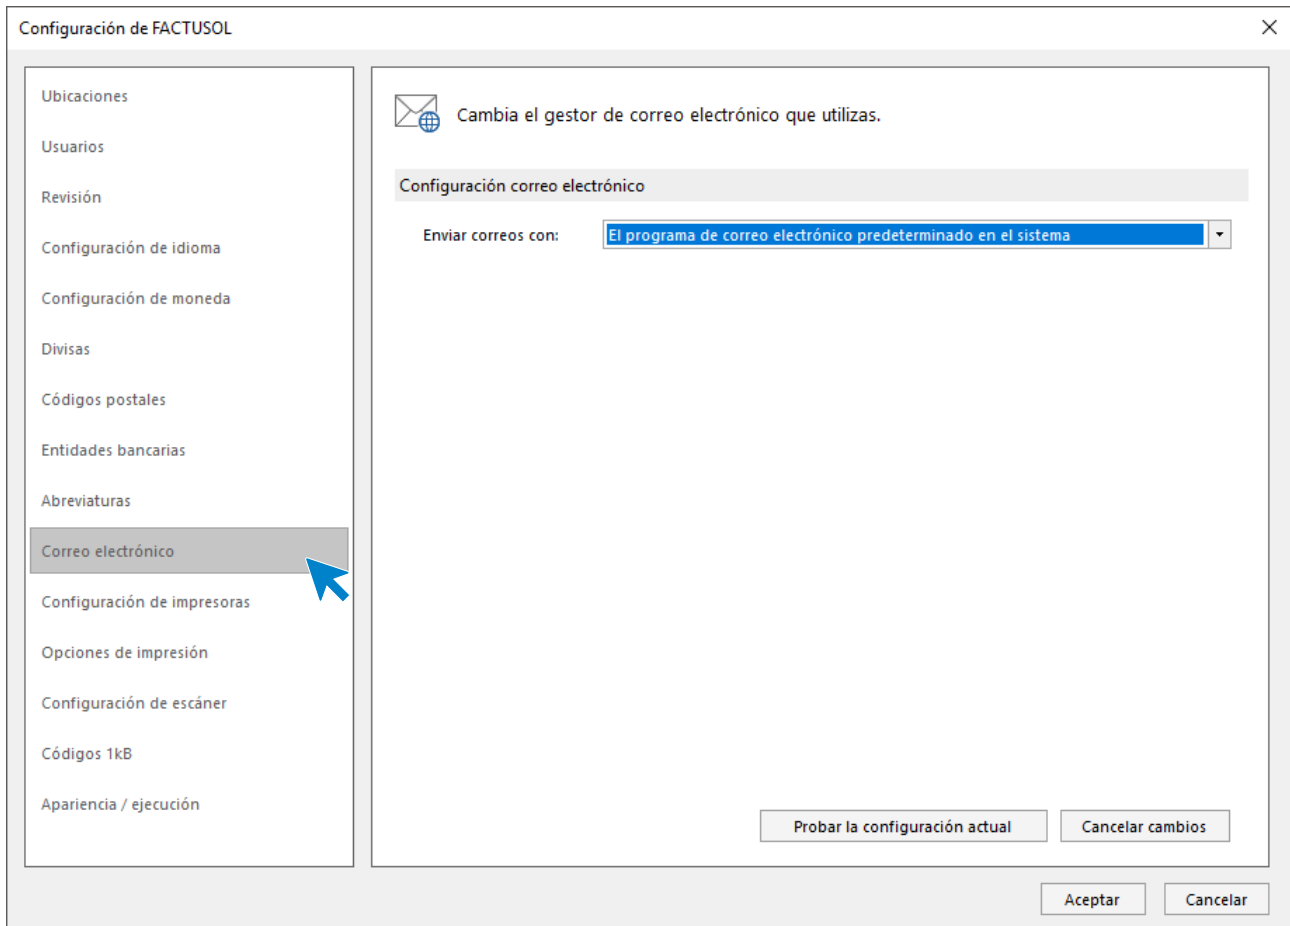 Configuración de FACTUSOL
Ubicaciones
Usuarios
Revisión
Configuración de idioma
Configuración de moneda
Divisas
Códigos postales
Entidades bancarias
Abreviaturas
Correo electrónico
Configuración de impresoras
Opciones de impresión
Configuración de escáner
Códigos 1kB
Apariencia / ejecución
Cambia el gestor de correo electrónico que utilizas.
Configuración correo electrónico
Enviar correos con: El programa de correo electrónico predeterminado en el sistema
Probar la configuración actual Cancelar cambios
Aceptar Cancelar